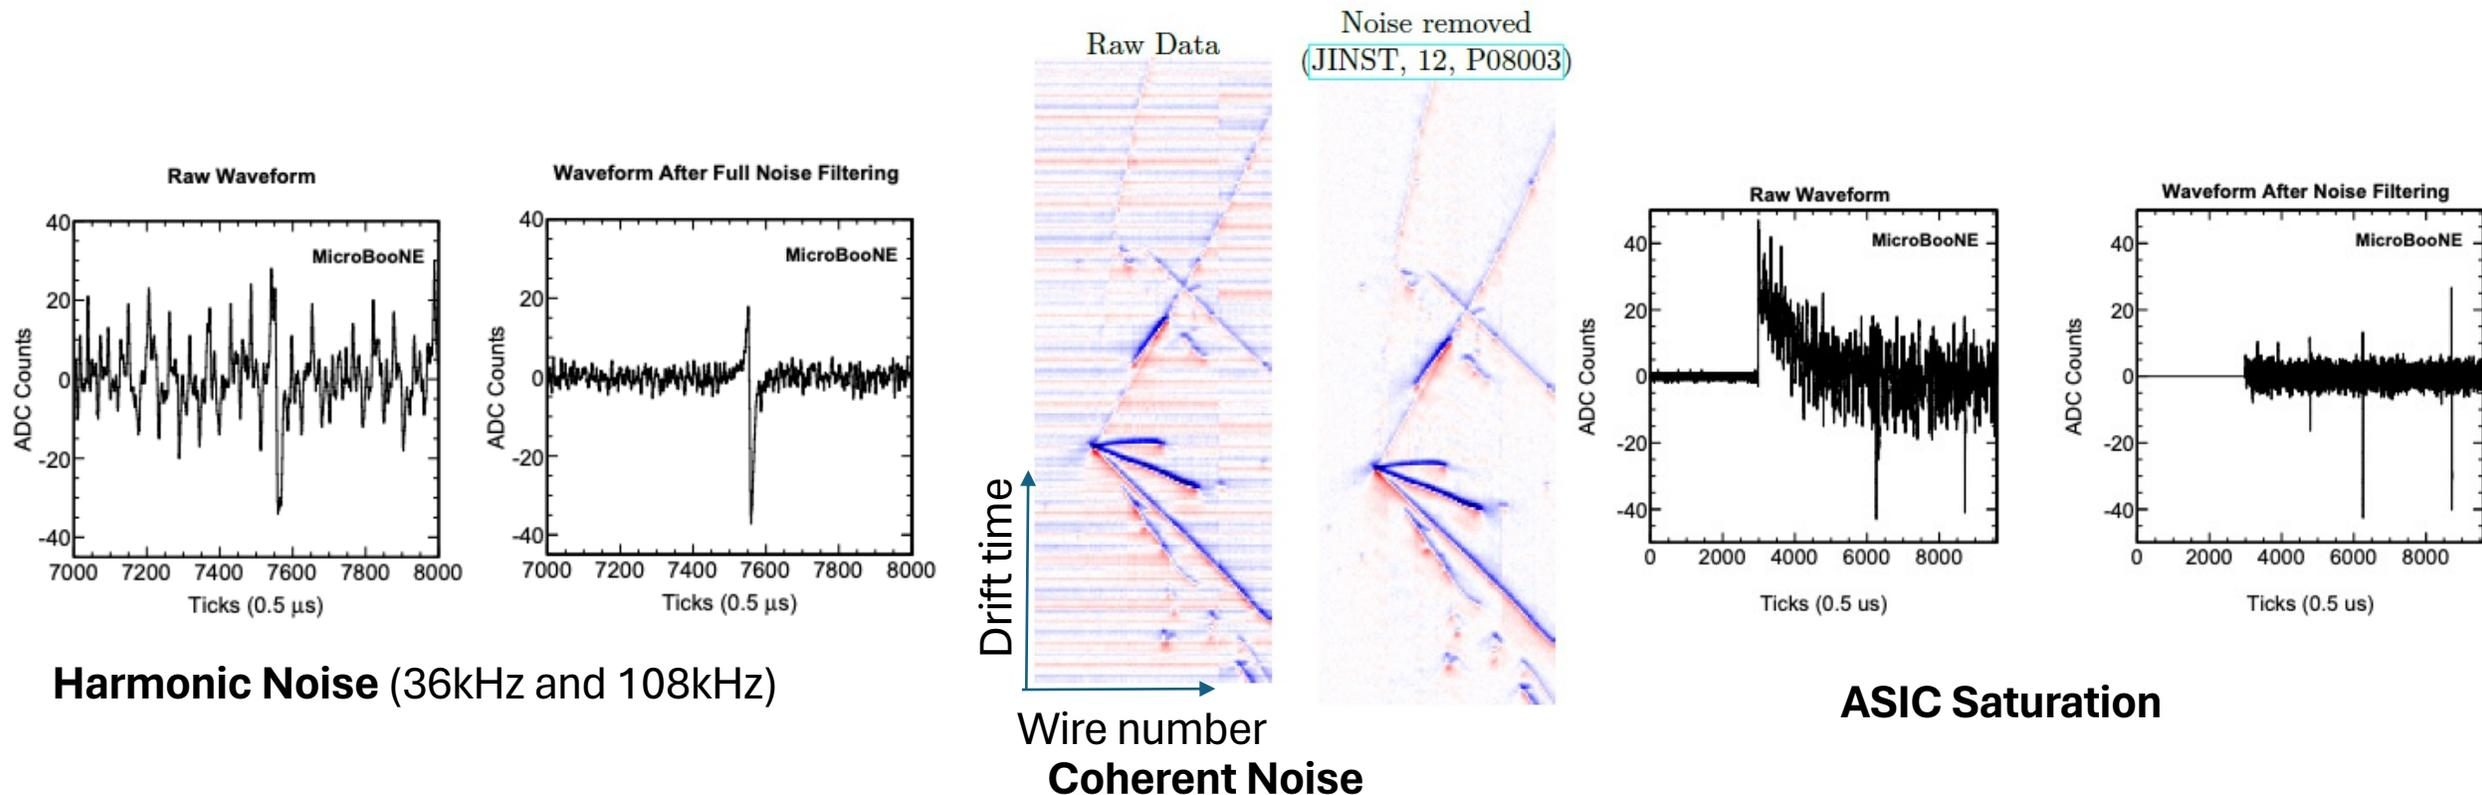 Raw Waveform
MicroBooNE
ADC Counts
40
20
0
-20
-40
7000 7200 7400 7600 7800 8000
Ticks (0.5 μs)
Waveform After Full Noise Filtering
MicroBooNE
ADC Counts
40
20
0
-20
-40
7000 7200 7400 7600 7800 8000
Ticks (0.5 μs)
Harmonic Noise (36kHz and 108kHz)
Raw Data
Noise removed
(JINST, 12, P08003)
Drift time
Wire number
Coherent Noise
Raw Waveform
MicroBooNE
ADC Counts
40
20
0
-20
-40
0 2000 4000 6000 8000
Ticks (0.5 us)
Waveform After Noise Filtering
MicroBooNE
ADC Counts
40
20
0
-20
-40
0 2000 4000 6000 8000
Ticks (0.5 us)
ASIC Saturation